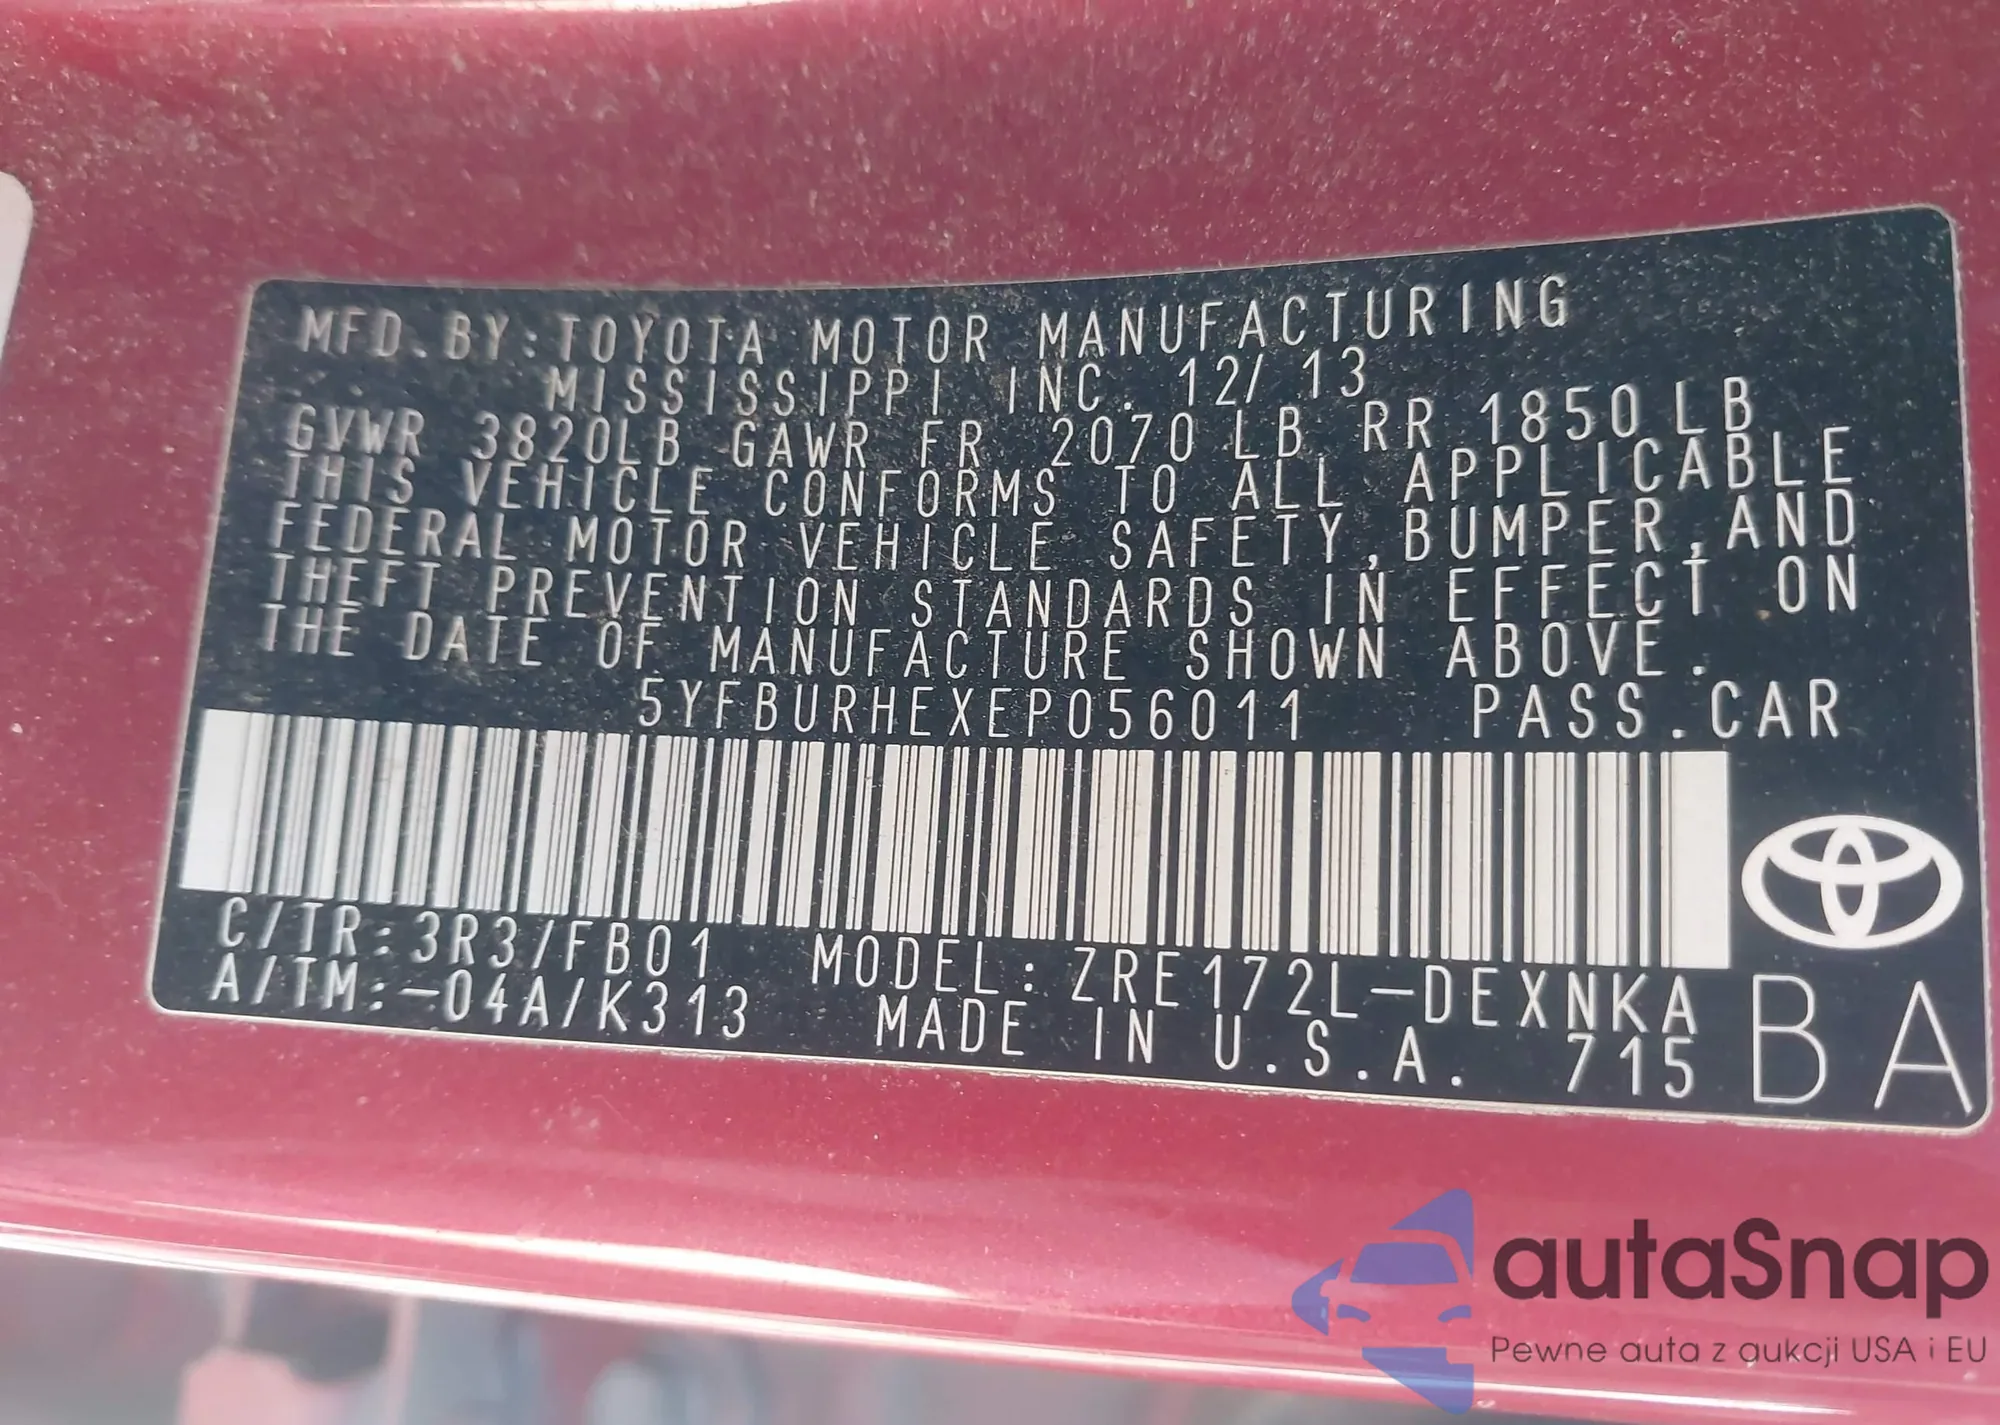 MFD. BY: TOYOTA MOTOR MANUFACTURING
MISSISSIPPI INC. 12/13
GVWR 3820LB GAWR FR 2070 LB RR 1850 LB
THIS VEHICLE CONFORMS TO ALL APPLICABLE
FEDERAL MOTOR VEHICLE SAFETY, BUMPER, AND
THEFT PREVENTION STANDARDS IN EFFECT ON
THE DATE OF MANUFACTURE SHOWN ABOVE.
5YFBURHEXEP056011 PASS. CAR
C/TR: 3R3/FB01 MODEL: ZRE172L-DEXNKA
A/TM: -04A/K313 MADE IN U.S.A. 715
BA
autaSnap
Pewne auta z aukcji USA i EU